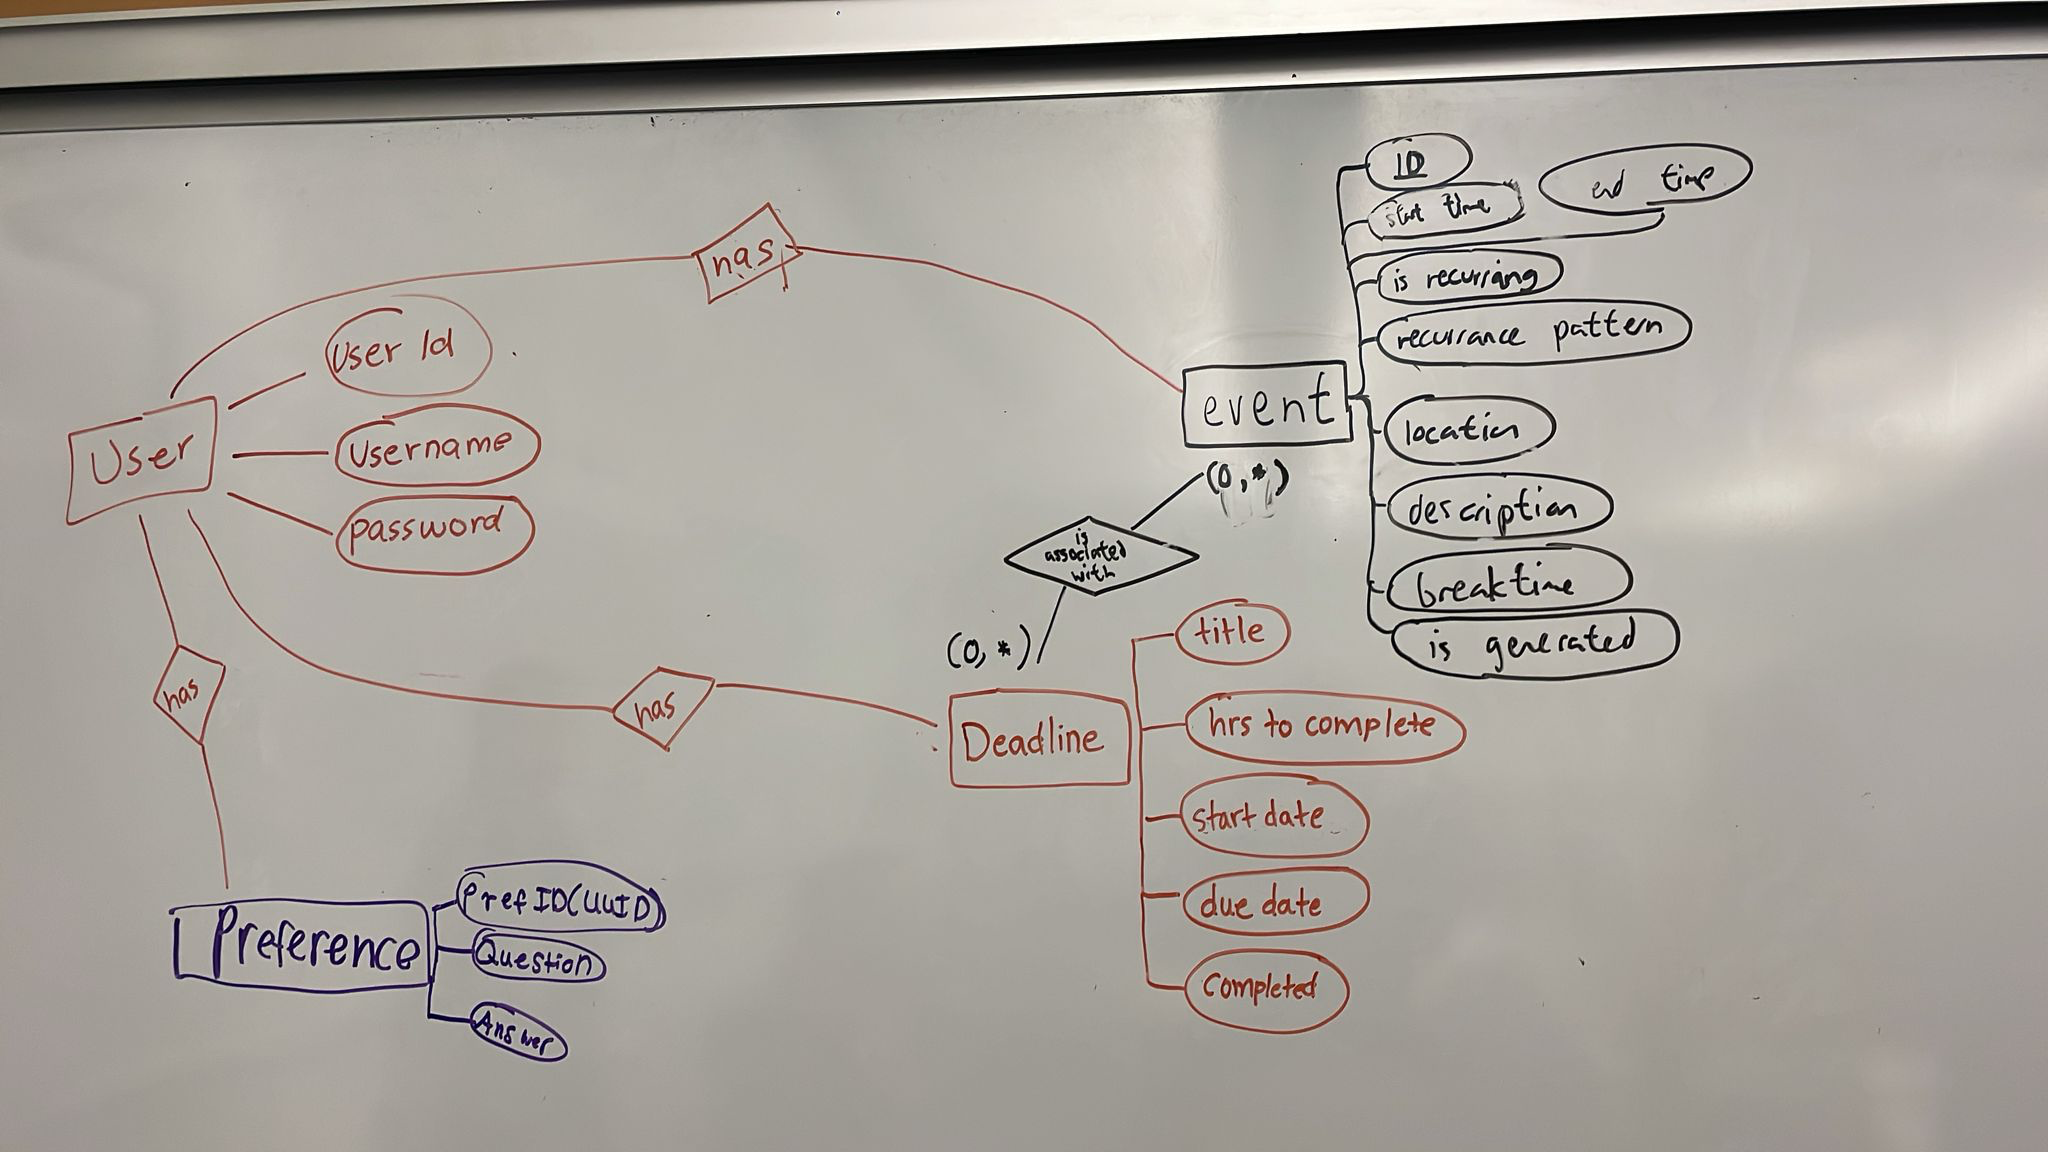 has
User Id
User
Username
password
has
has
Preference
Pref ID(UUID)
Question
Answer
event
ID
start time
end time
is recurring
recurrance pattern
location
description
break time
is generated
(0,*)
is
associated
with
(0,*)
Deadline
title
hrs to complete
start date
due date
Completed